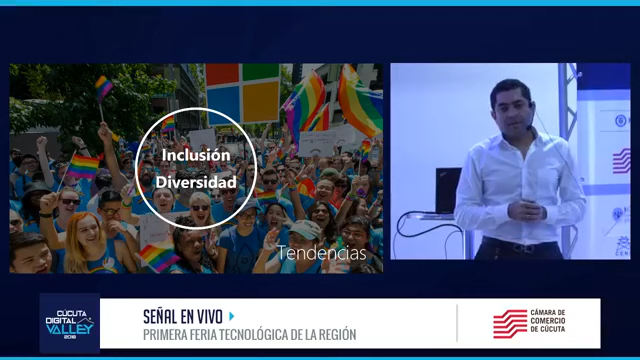 Inclusión
Diversidad
Tendencias
CÚCUTA
DIGITAL
VALLEY
2018
SEÑAL EN VIVO
PRIMERA FERIA TECNOLÓGICA DE LA REGIÓN
CÁMARA DE
COMERCIO
DE CÚCUTA